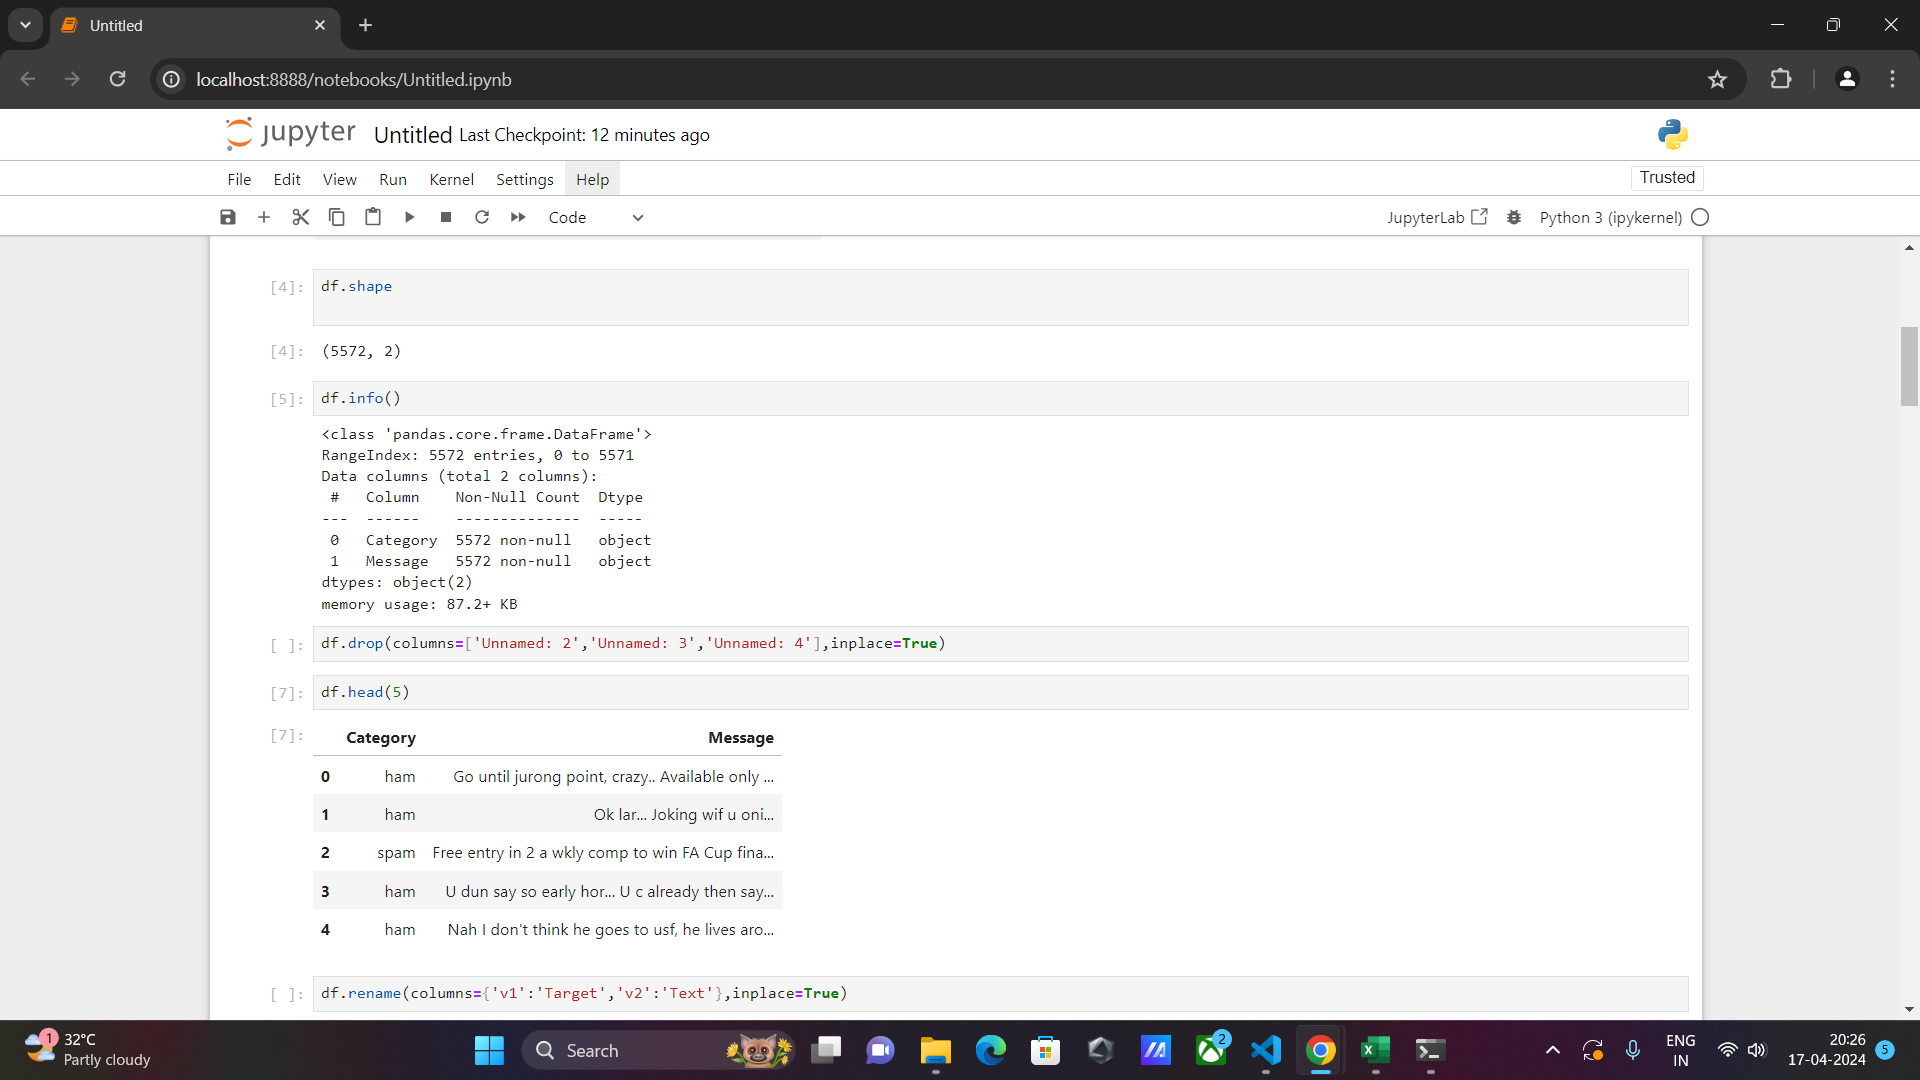 Untitled
localhost:8888/notebooks/Untitled.ipynb
jupyter Untitled Last Checkpoint: 12 minutes ago
File Edit View Run Kernel Settings Help Trusted
Code JupyterLab Python 3 (ipykernel)
[4]: df.shape
[4]: (5572, 2)
[5]: df.info()
<class 'pandas.core.frame.DataFrame'>
RangeIndex: 5572 entries, 0 to 5571
Data columns (total 2 columns):
# Column Non-Null Count Dtype
--- ------ -------------- -----
0 Category 5572 non-null object
1 Message 5572 non-null object
dtypes: object(2)
memory usage: 87.2+ KB
[ ]: df.drop(columns=['Unnamed: 2','Unnamed: 3','Unnamed: 4'],inplace=True)
[7]: df.head(5)
[7]: Category Message
0 ham Go until jurong point, crazy.. Available only ...
1 ham Ok lar... Joking wif u oni...
2 spam Free entry in 2 a wkly comp to win FA Cup fina...
3 ham U dun say so early hor... U c already then say...
4 ham Nah I don't think he goes to usf, he lives aro...
[ ]: df.rename(columns={'v1':'Target','v2':'Text'},inplace=True)
1 32°C
Partly cloudy
Search
2
ENG
IN
20:26
17-04-2024
5